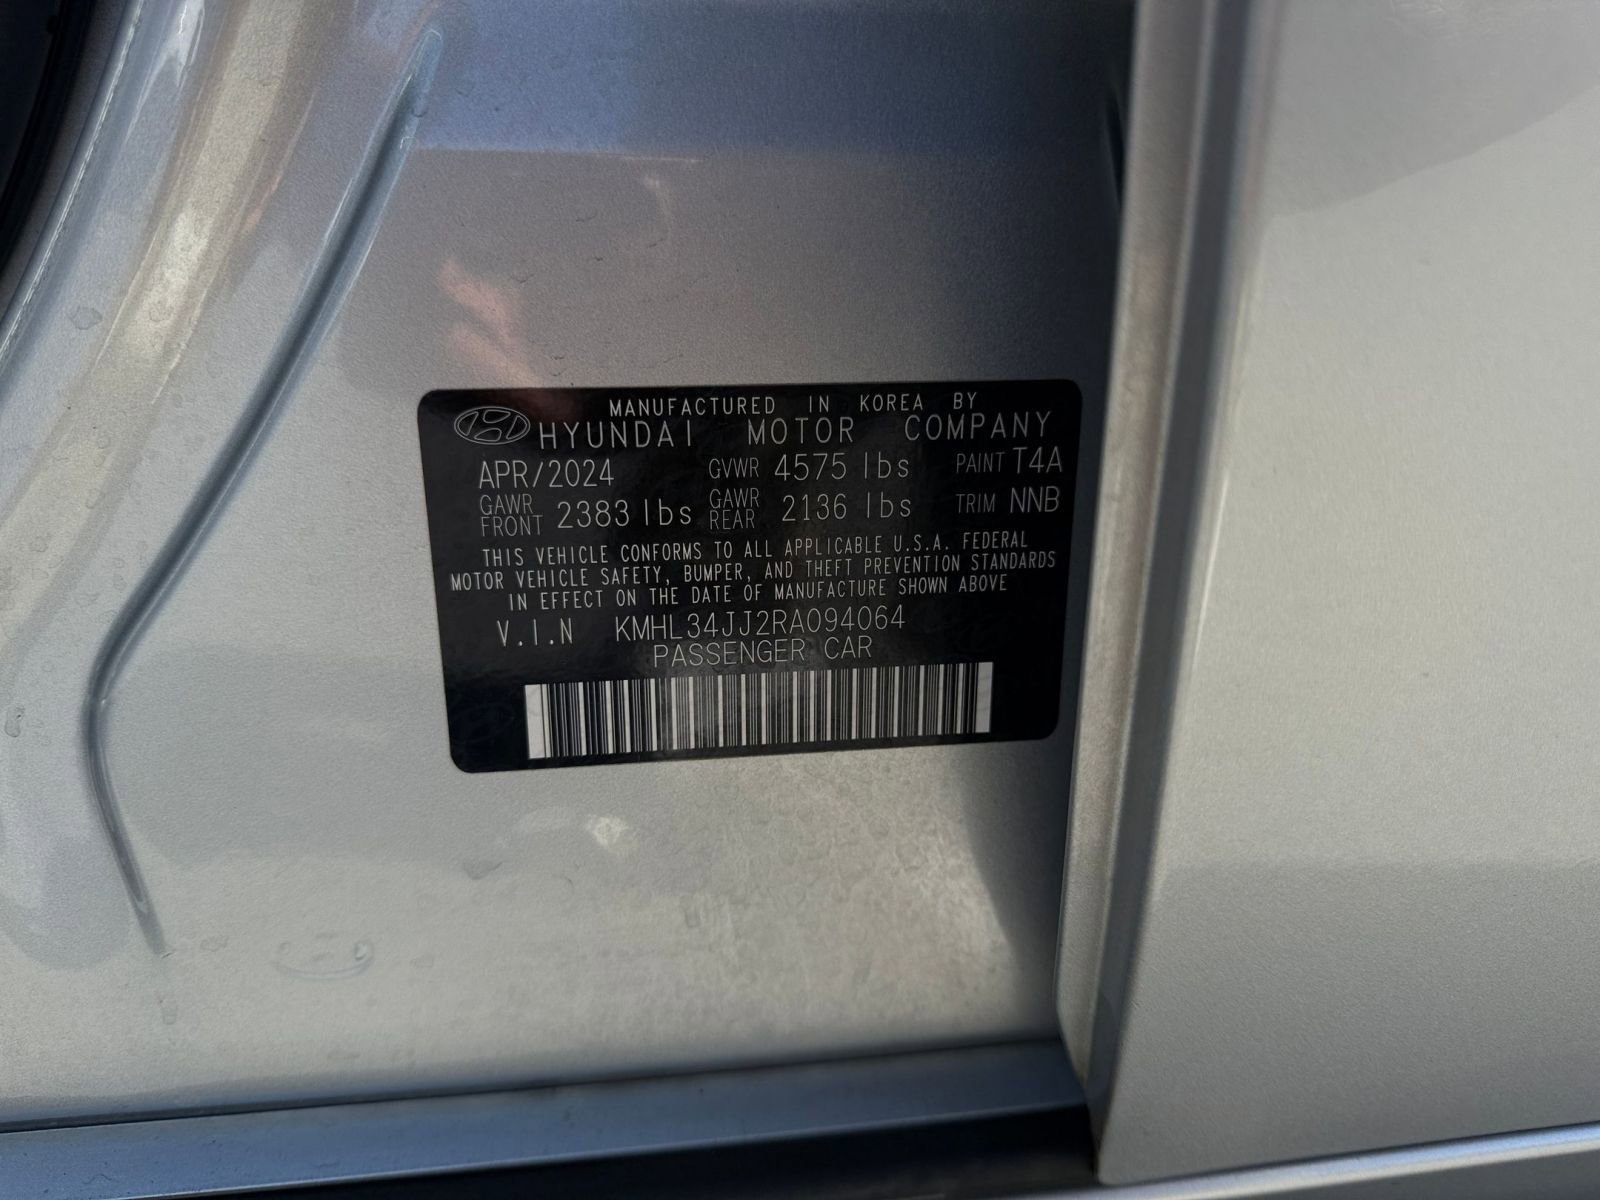 MANUFACTURED IN KOREA BY
HYUNDAI MOTOR COMPANY
APR/2024 GVWR 4575 lbs PAINT T4A
GAWR FRONT 2383 lbs GAWR REAR 2136 lbs TRIM NNB
THIS VEHICLE CONFORMS TO ALL APPLICABLE U.S.A. FEDERAL
MOTOR VEHICLE SAFETY, BUMPER, AND THEFT PREVENTION STANDARDS
IN EFFECT ON THE DATE OF MANUFACTURE SHOWN ABOVE
V.I.N KMHL34JJ2RA094064
PASSENGER CAR